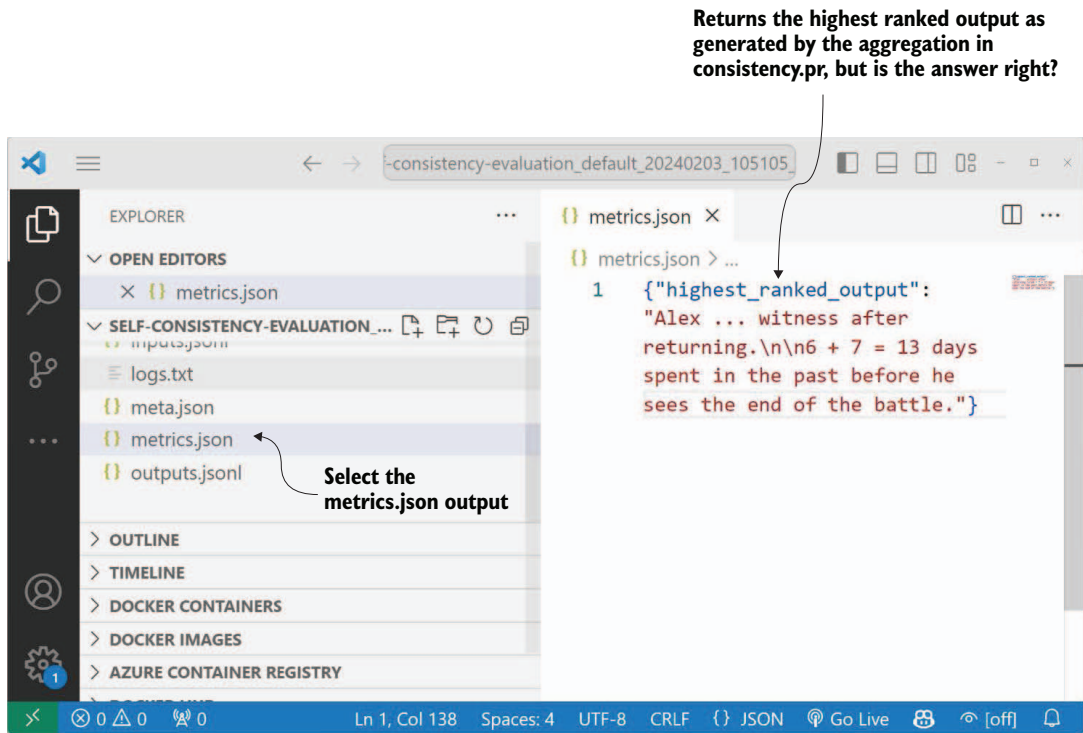 Returns the highest ranked output as
generated by the aggregation in
consistency.pr, but is the answer right?
-consistency-evaluation_default_20240203_105105_
EXPLORER
{} metrics.json
OPEN EDITORS
{} metrics.json
{} metrics.json > ...
SELF-CONSISTENCY-EVALUATION_...
1 {"highest_ranked_output":
"Alex ... witness after
returning.\n\n6 + 7 = 13 days
spent in the past before he
sees the end of the battle."}
{} inputs.jsonl
logs.txt
{} meta.json
{} metrics.json
{} outputs.jsonl
Select the
metrics.json output
OUTLINE
TIMELINE
DOCKER CONTAINERS
DOCKER IMAGES
AZURE CONTAINER REGISTRY
1
0 0 0 Ln 1, Col 138 Spaces: 4 UTF-8 CRLF {} JSON Go Live [off]